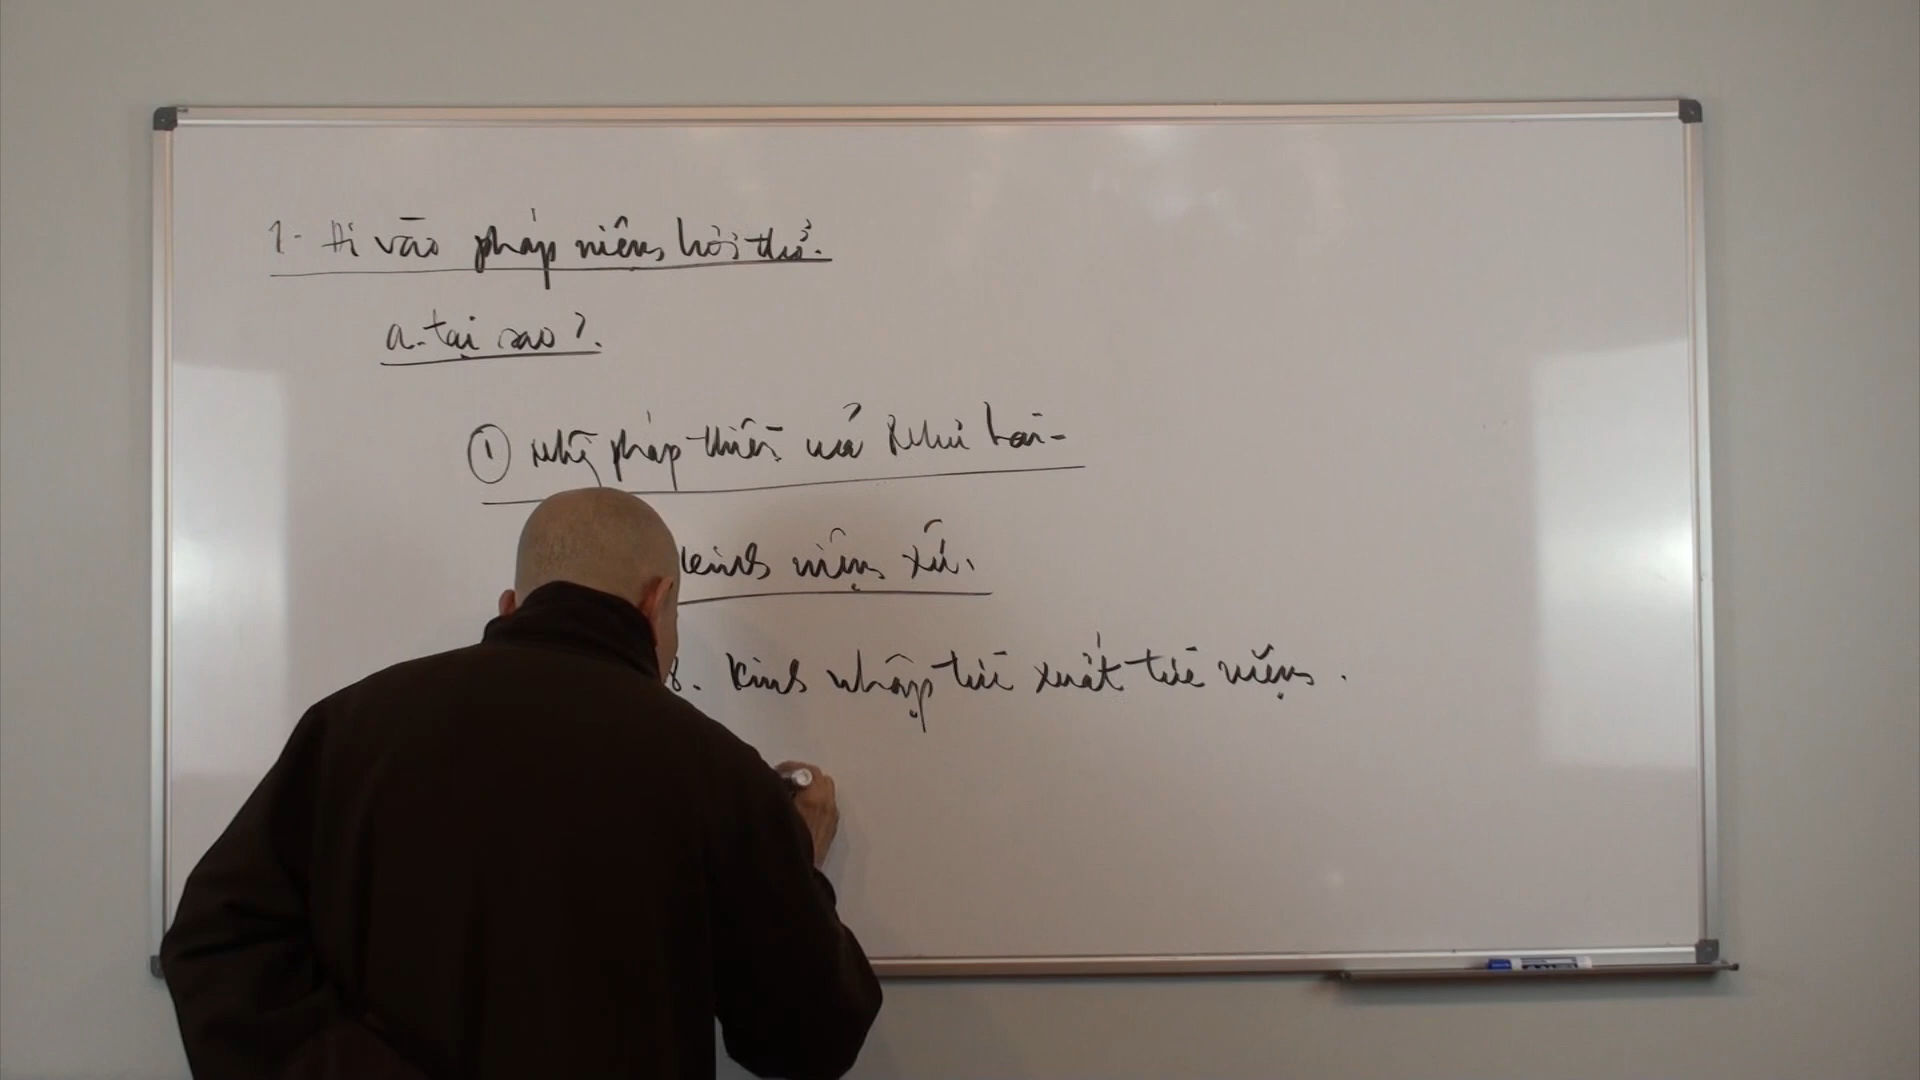 1- Đi vào pháp niệm hơi thở.
a. tại sao?
① pháp thiền của Như Lai-
kinh niệm xứ.
8. kinh nhập tức xuất tức niệm.